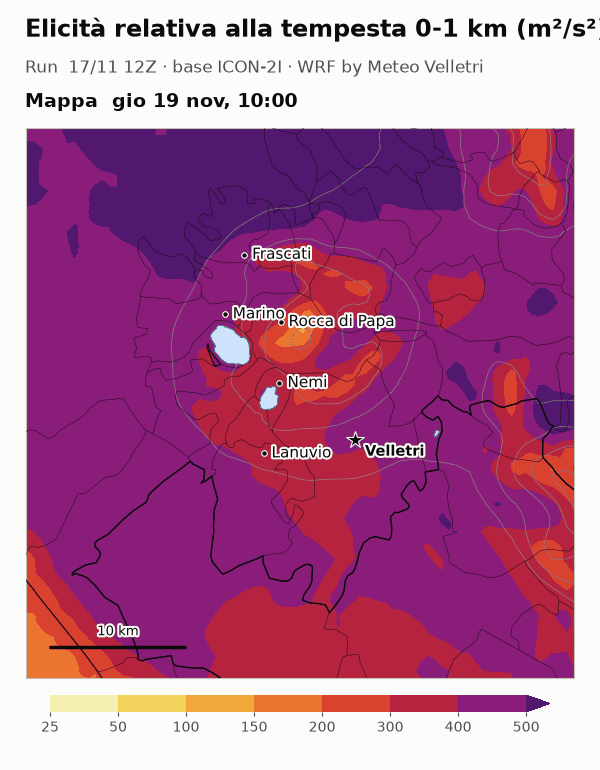 Elicità relativa alla tempesta 0-1 km (m²/s²)
Run 17/11 12Z · base ICON-2I · WRF by Meteo Velletri
Mappa gio 19 nov, 10:00
Frascati
Marino
Rocca di Papa
Nemi
Velletri
Lanuvio
10 km
25 50 100 150 200 300 400 500